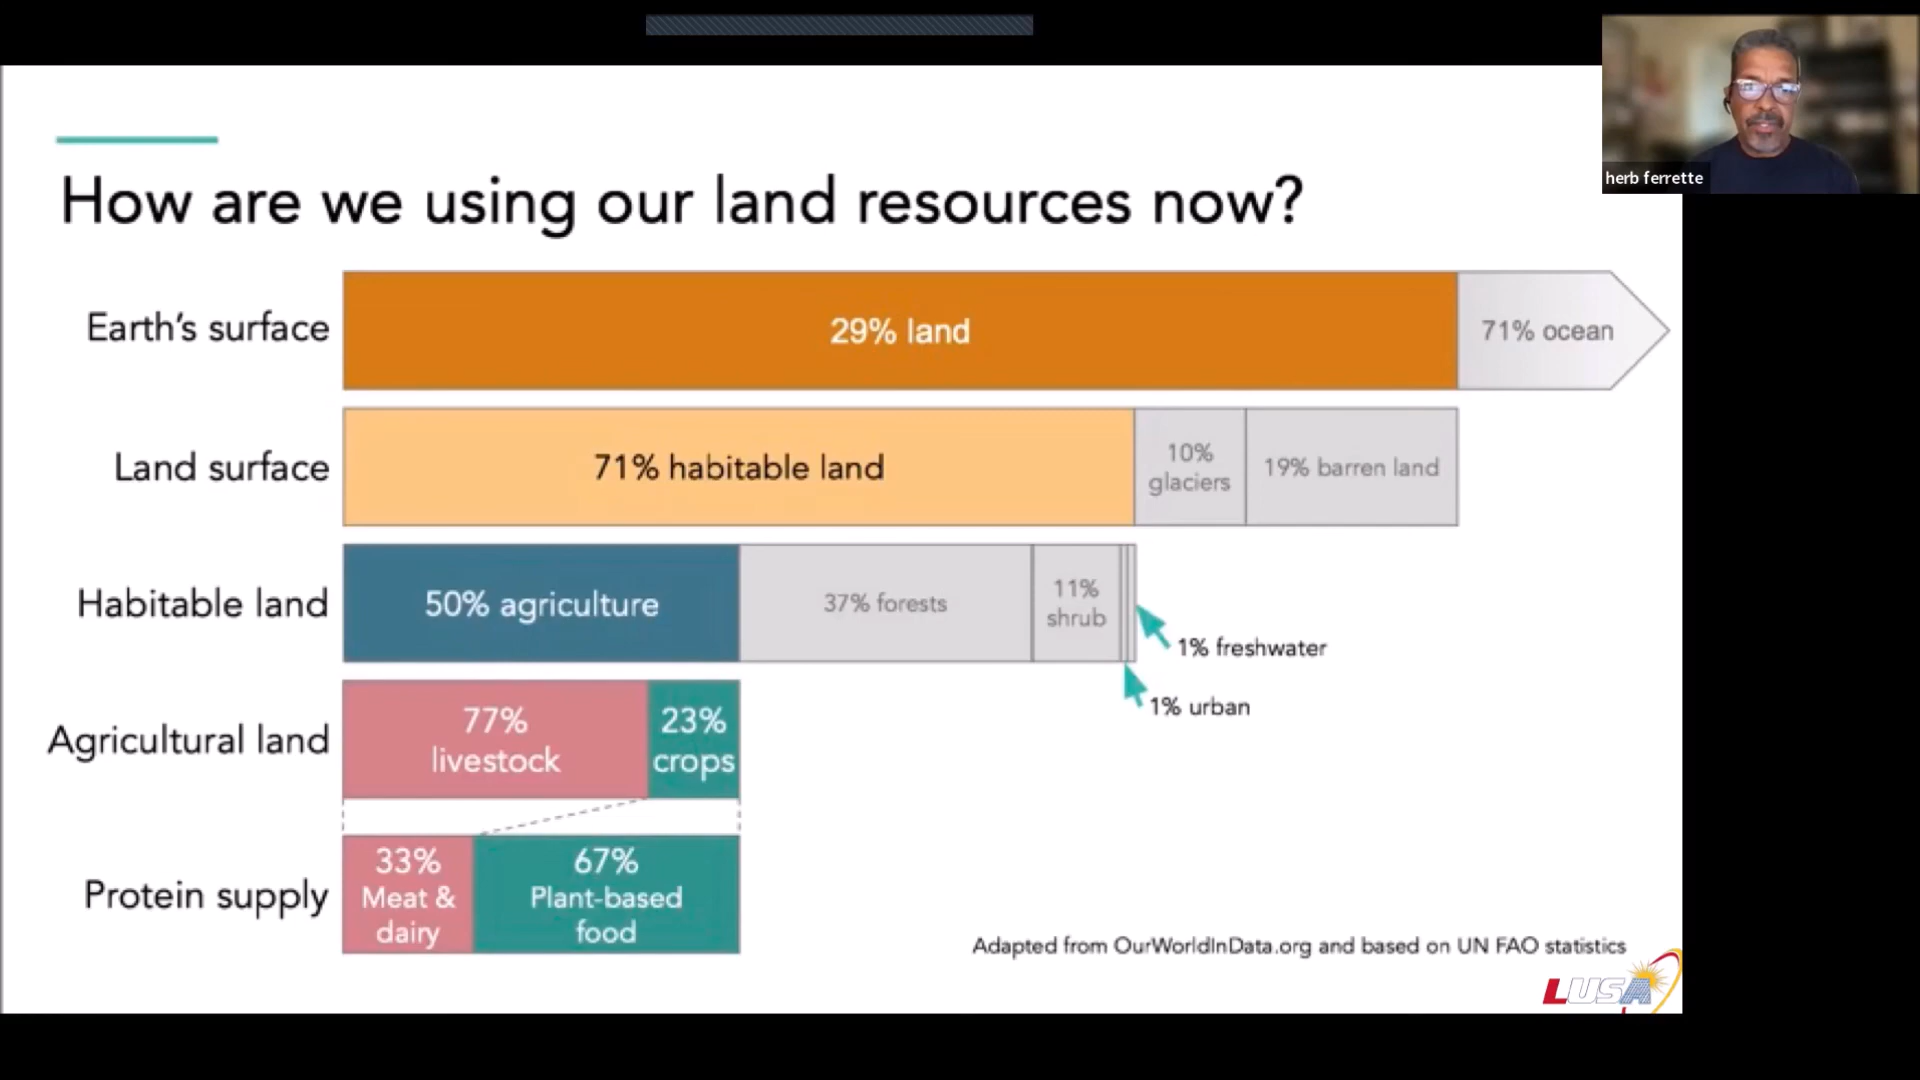 herb ferrette
How are we using our land resources now?
Earth's surface
29% land
71% ocean
Land surface
71% habitable land
10%
glaciers
19% barren land
Habitable land
50% agriculture
37% forests
11%
shrub
1% freshwater
1% urban
Agricultural land
77%
livestock
23%
crops
Protein supply
33%
Meat &
dairy
67%
Plant-based
food
Adapted from OurWorldInData.org and based on UN FAO statistics
LUSA